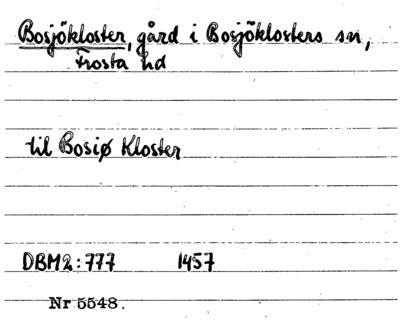 Bosjökloster, gård i Bosjöklosters sn,
Frosta hd
til Bosiø Kloster
DBM2:777 1457
Nr 5548.